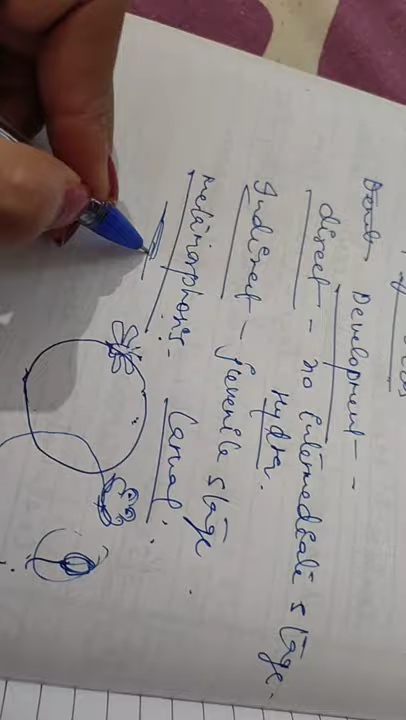 Development -
direct - no intermediate stage.
Hydra.
Indirect - Juvenile stage
metamorphosis - Larval.